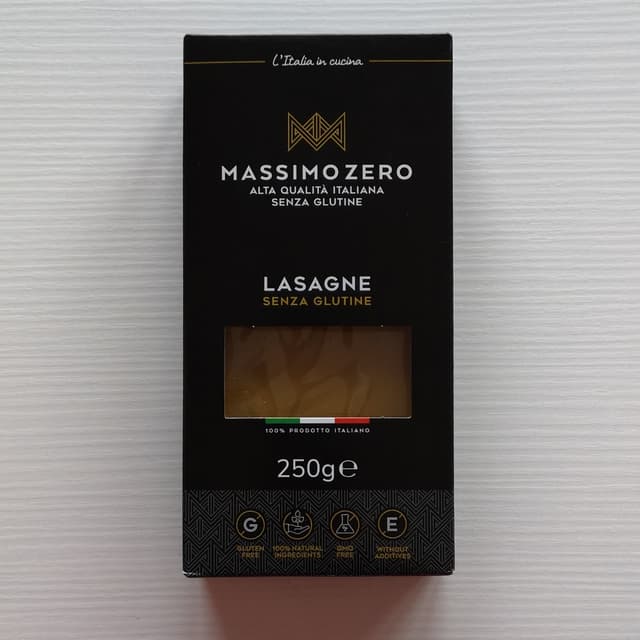 l'Italia in cucina
MASSIMO ZERO
ALTA QUALITÀ ITALIANA
SENZA GLUTINE
LASAGNE
SENZA GLUTINE
100% PRODOTTO ITALIANO
250g℮
G
GLUTEN
FREE
100% NATURAL
INGREDIENTS
GMO
FREE
E
WITHOUT
ADDITIVES